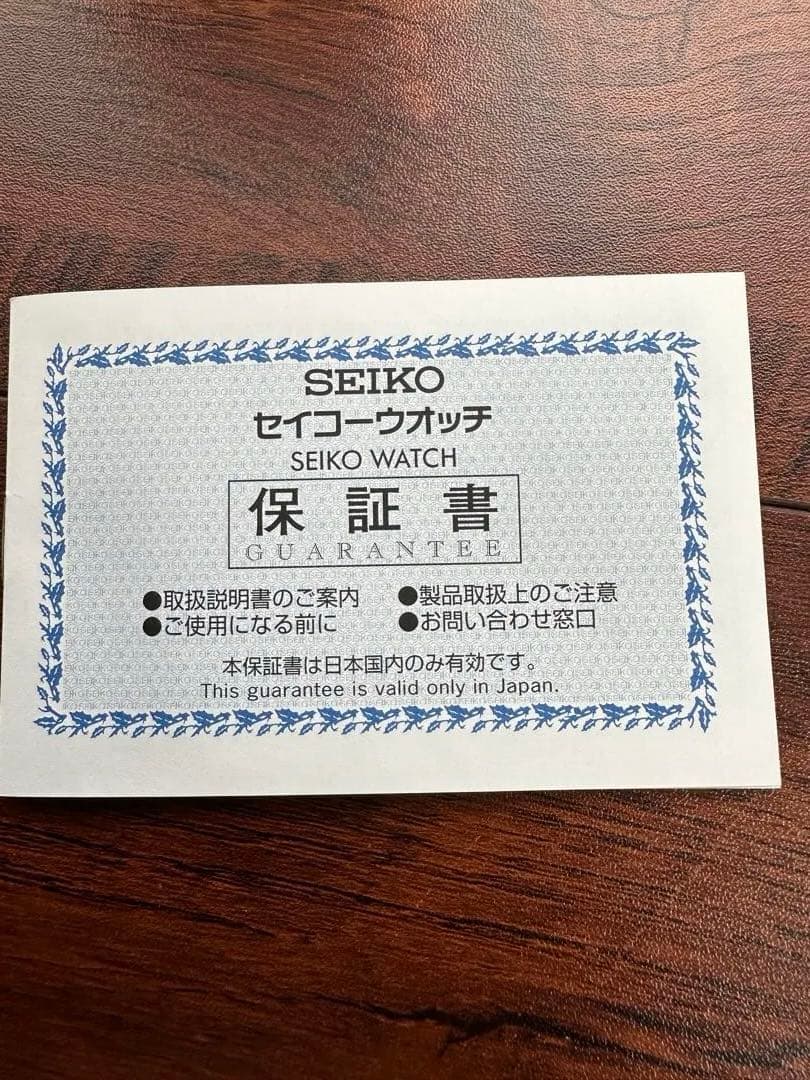 SEIKO
セイコーウオッチ
SEIKO WATCH
保証書
GUARANTEE
●取扱説明書のご案内 ●製品取扱上のご注意
●ご使用になる前に ●お問い合わせ窓口
本保証書は日本国内のみ有効です。
This guarantee is valid only in Japan.